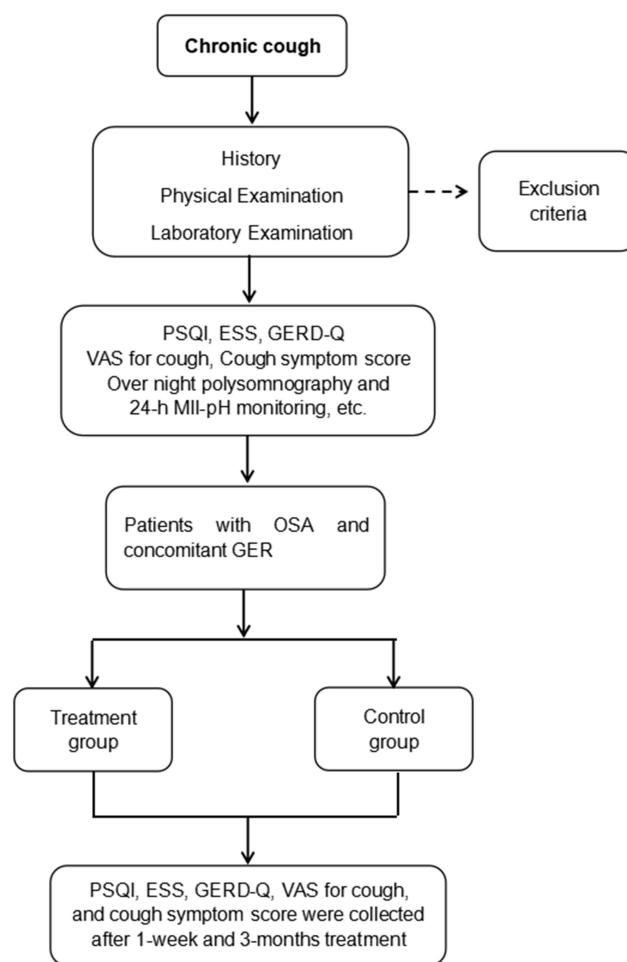 Chronic cough
History
Physical Examination
Laboratory Examination
Exclusion
criteria
PSQI, ESS, GERD-Q
VAS for cough, Cough symptom score
Over night polysomnography and
24-h MII-pH monitoring, etc.
Patients with OSA and
concomitant GER
Treatment
group
Control
group
PSQI, ESS, GERD-Q, VAS for cough,
and cough symptom score were collected
after 1-week and 3-months treatment